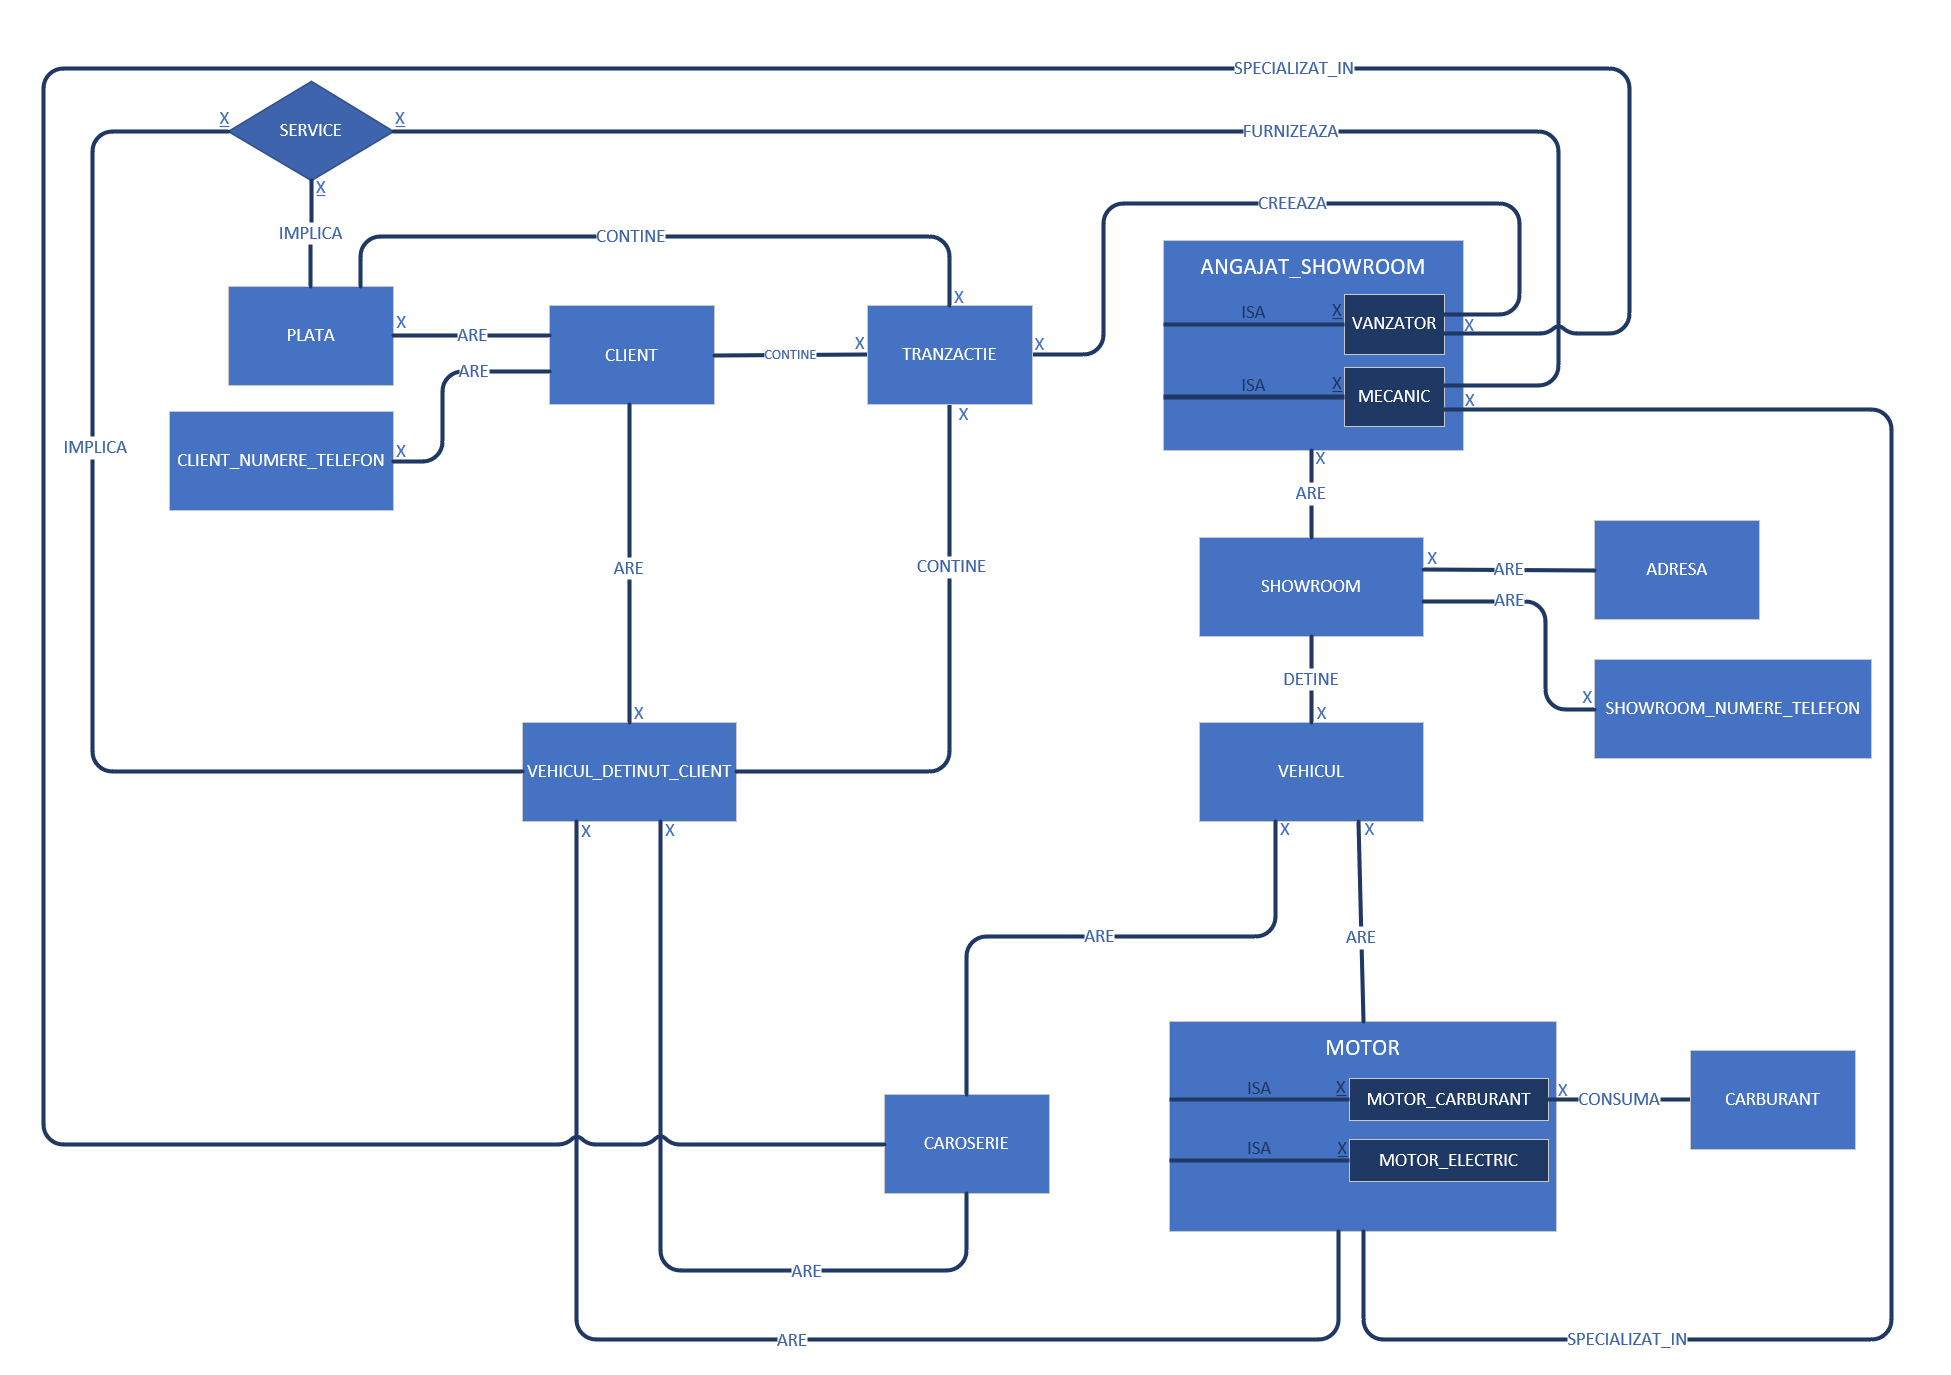 SPECIALIZAT_IN
X
SERVICE
X
FURNIZEAZA
X
IMPLICA
CONTINE
CREEAZA
ANGAJAT_SHOWROOM
X
ISA
X
VANZATOR
X
PLATA
X
ARE
CLIENT
CONTINE
X
TRANZACTIE
X
ARE
ISA
X
MECANIC
X
X
CLIENT_NUMERE_TELEFON
X
IMPLICA
X
ARE
ARE
CONTINE
SHOWROOM
X
ARE
ADRESA
ARE
DETINE
X
SHOWROOM_NUMERE_TELEFON
X
X
VEHICUL_DETINUT_CLIENT
VEHICUL
X
X
X
X
ARE
ARE
MOTOR
ISA
X
MOTOR_CARBURANT
X
CONSUMA
CARBURANT
CAROSERIE
ISA
X
MOTOR_ELECTRIC
ARE
ARE
SPECIALIZAT_IN